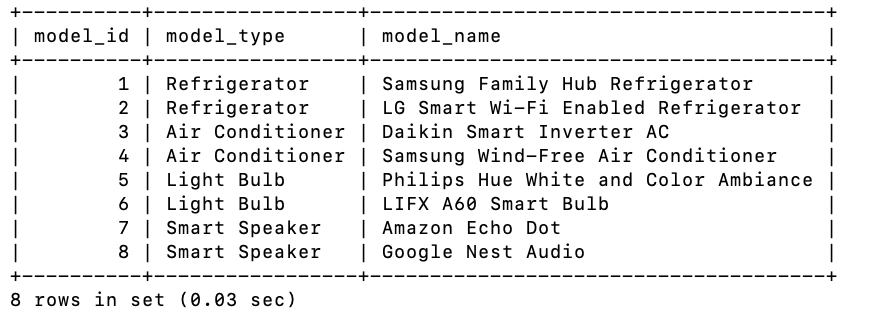 +----------+-----------------+--------------------------------------+
| model_id | model_type      | model_name                           |
+----------+-----------------+--------------------------------------+
|        1 | Refrigerator    | Samsung Family Hub Refrigerator      |
|        2 | Refrigerator    | LG Smart Wi-Fi Enabled Refrigerator  |
|        3 | Air Conditioner | Daikin Smart Inverter AC             |
|        4 | Air Conditioner | Samsung Wind-Free Air Conditioner    |
|        5 | Light Bulb      | Philips Hue White and Color Ambiance |
|        6 | Light Bulb      | LIFX A60 Smart Bulb                  |
|        7 | Smart Speaker   | Amazon Echo Dot                      |
|        8 | Smart Speaker   | Google Nest Audio                    |
+----------+-----------------+--------------------------------------+
8 rows in set (0.03 sec)